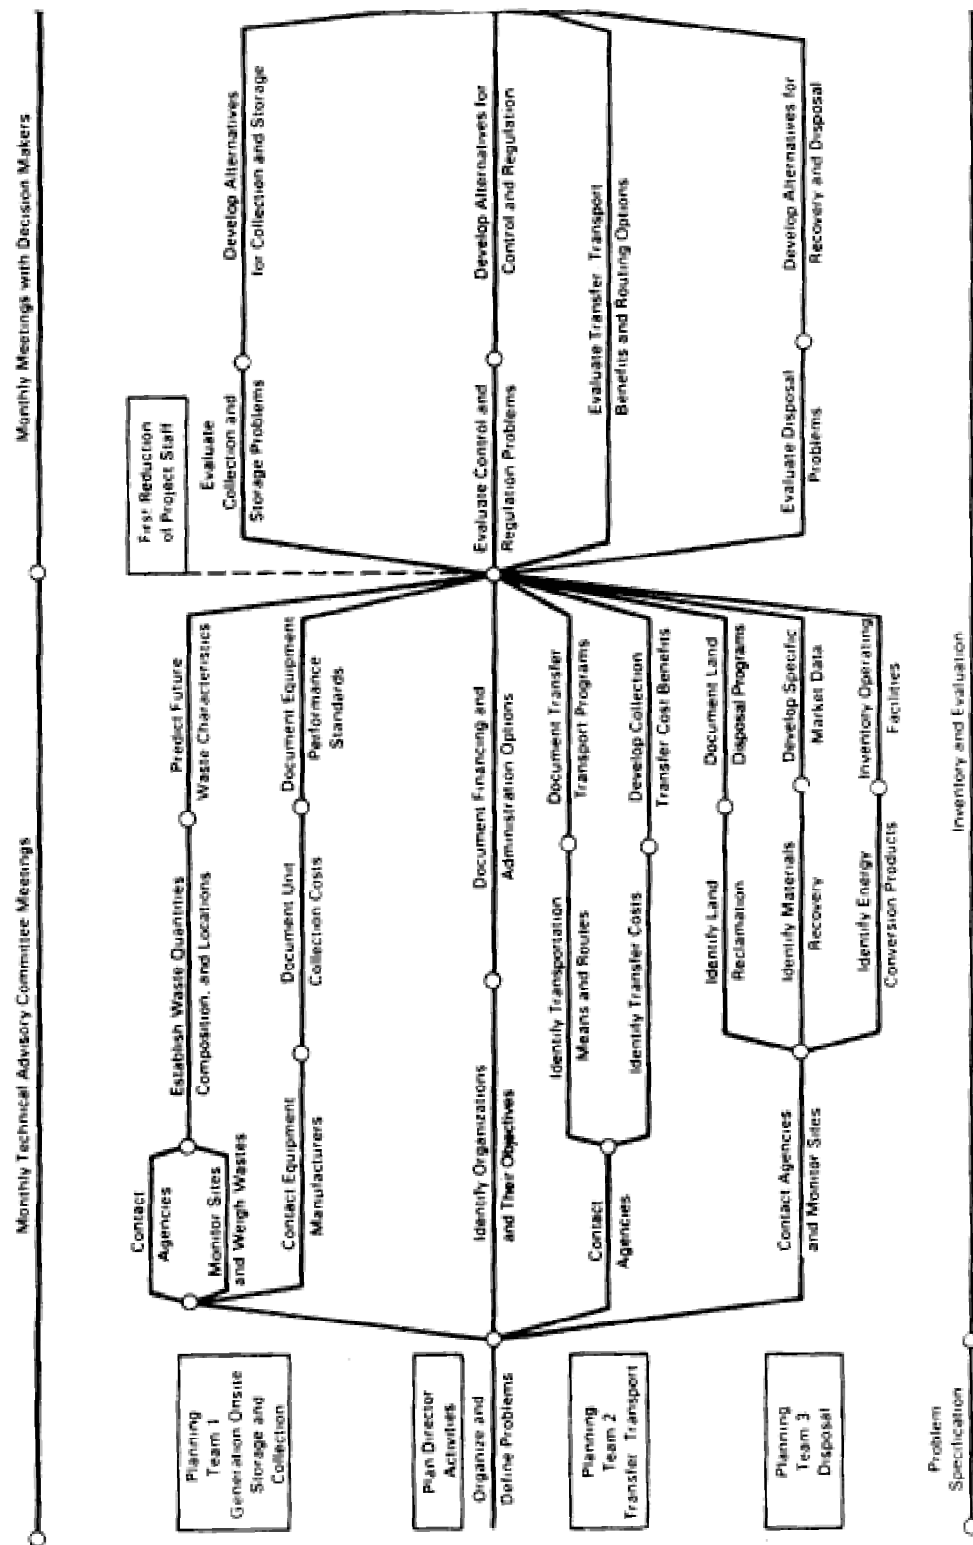 Monthly Technical Advisory Committee Meetings
Monthly Meetings with Decision Makers
First Reduction
of Project Staff
Planning
Team 1
Generation Onsite
Storage and
Collection
Contact
Agencies
Monitor Sites
and Weigh Wastes
Establish Waste Quantities
Composition, and Locations
Predict Future
Waste Characteristics
Contact Equipment
Manufacturers
Document Unit
Collection Costs
Document Equipment
Performance
Standards
Evaluate
Collection and
Storage Problems
Develop Alternatives
for Collection and Storage
Plan Director
Activities
Organize and
Define Problems
Identify Organizations
and Their Objectives
Document Financing and
Administration Options
Evaluate Control and
Regulation Problems
Develop Alternatives for
Control and Regulation
Planning
Team 2
Transfer Transport
Contact
Agencies
Identify Transportation
Means and Routes
Document Transfer
Transport Programs
Identify Transfer Costs
Develop Collection
Transfer Cost Benefits
Evaluate Transfer Transport
Benefits and Routing Options
Planning
Team 3
Disposal
Contact Agencies
and Monitor Sites
Identify Land
Reclamation
Document Land
Disposal Programs
Identify Materials
Recovery
Develop Specific
Market Data
Identify Energy
Conversion Products
Inventory Operating
Facilities
Evaluate Disposal
Problems
Develop Alternatives for
Recovery and Disposal
Problem
Specification
Inventory and Evaluation